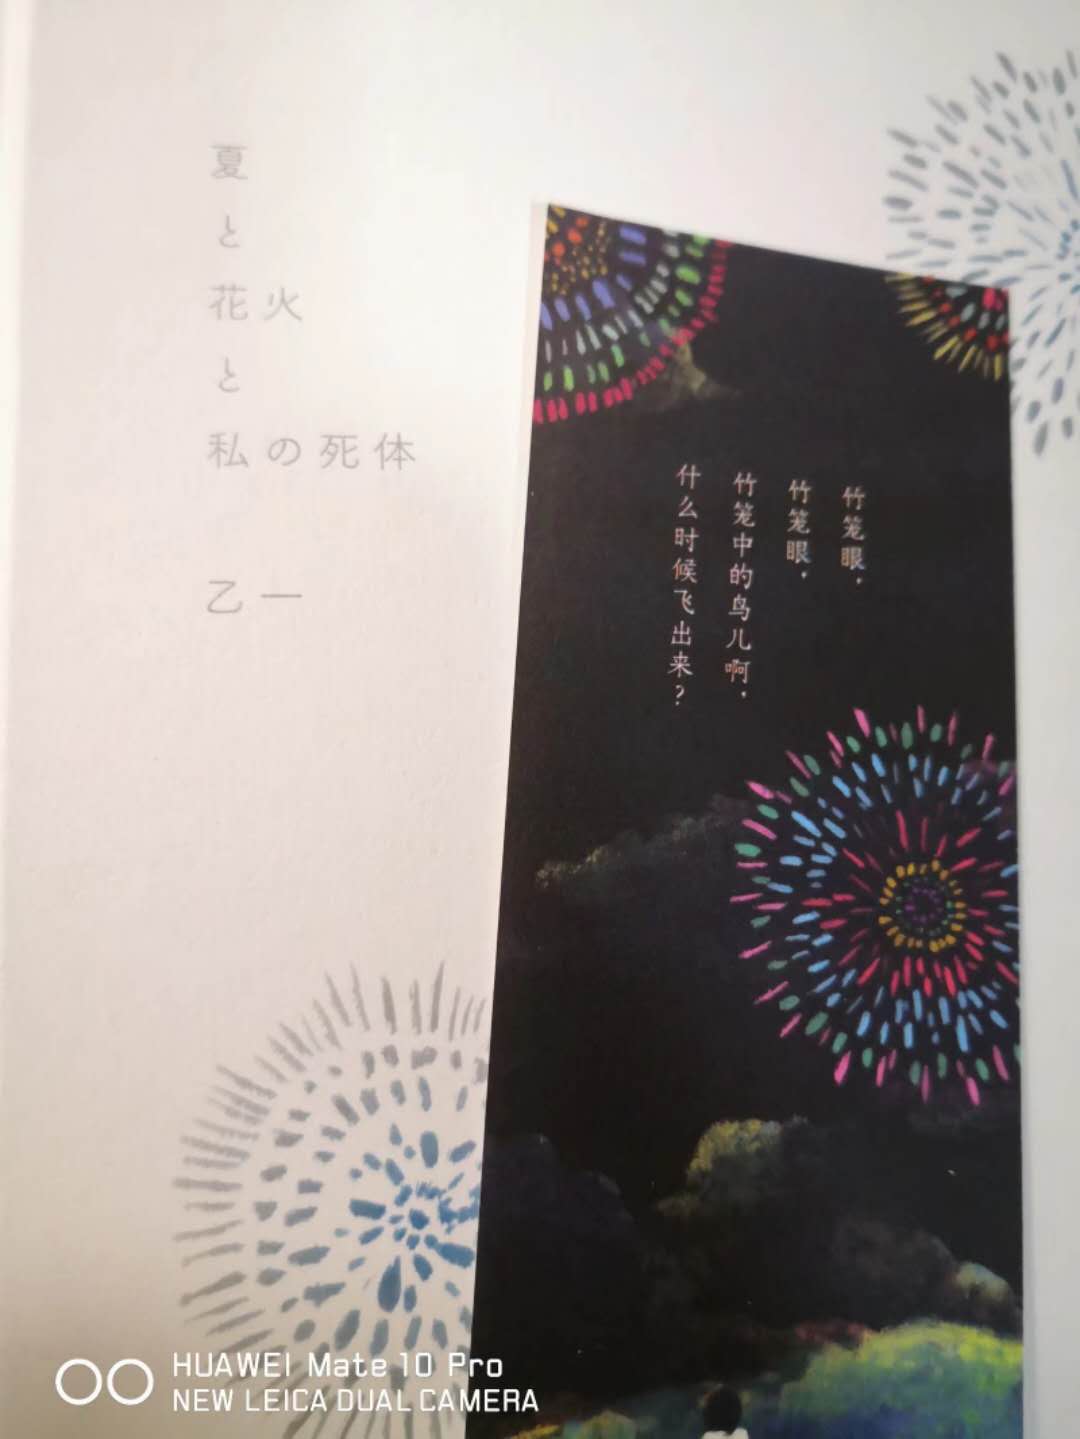 夏
と
花火
と
私の死体
乙一
竹笼眼，
竹笼眼，
竹笼中的鸟儿啊，
什么时候飞出来？
HUAWEI Mate 10 Pro
NEW LEICA DUAL CAMERA